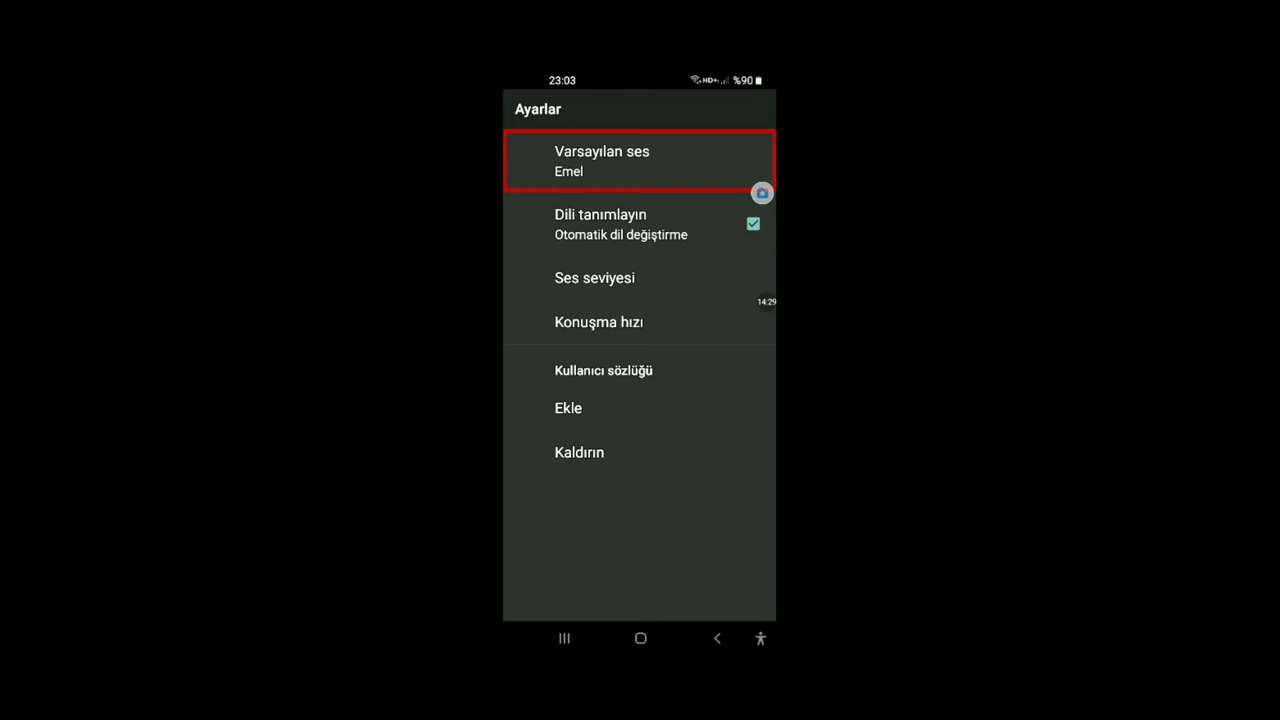 23:03 HD+ %90
Ayarlar
Varsayılan ses
Emel
Dili tanımlayın
Otomatik dil değiştirme
Ses seviyesi
14:29
Konuşma hızı
Kullanıcı sözlüğü
Ekle
Kaldırın